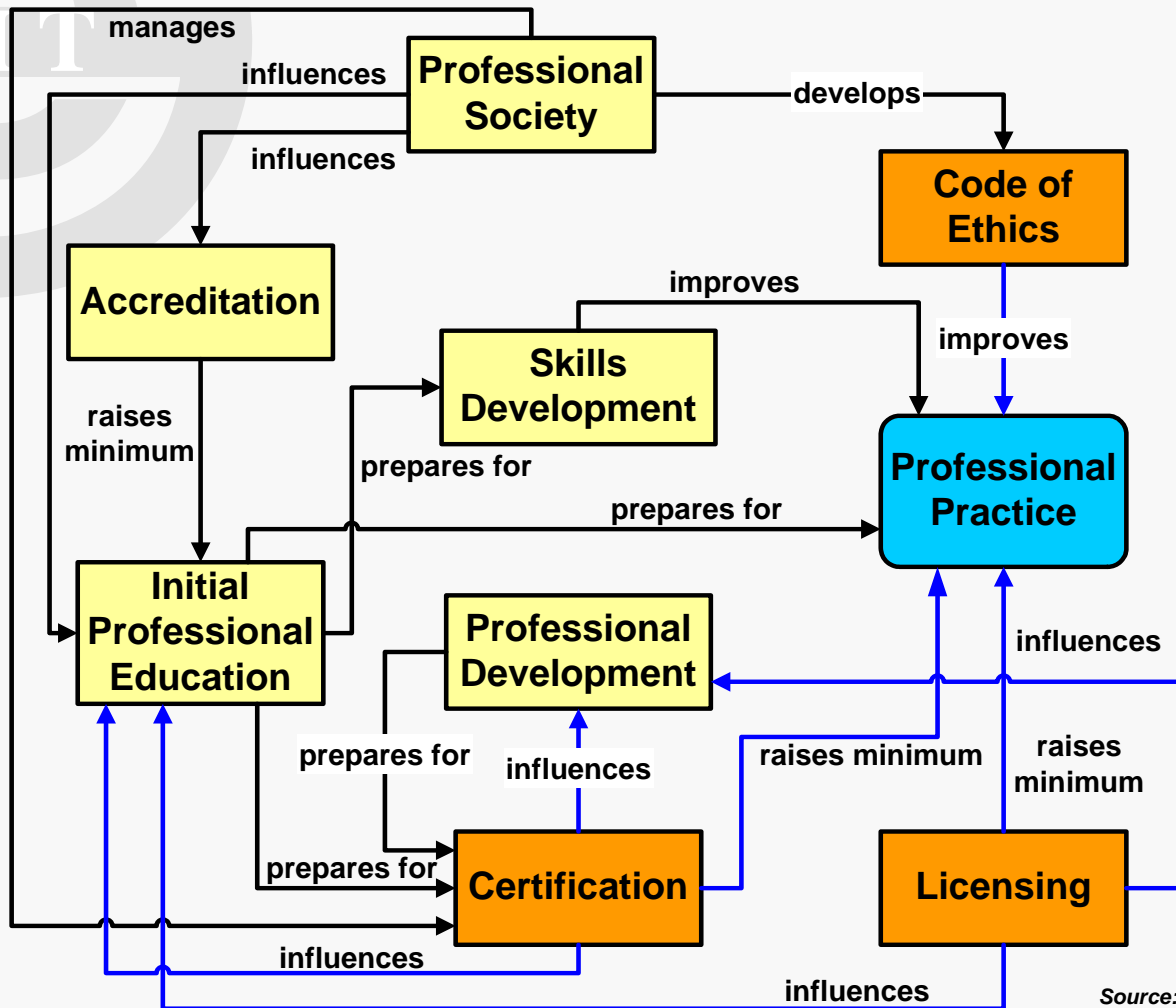 manages
influences
Professional
Society
develops
influences
Code of
Ethics
Accreditation
improves
Skills
Development
improves
raises
minimum
prepares for
Professional
Practice
prepares for
Initial
Professional
Education
Professional
Development
influences
prepares for
influences
raises minimum
raises
minimum
prepares for
Certification
Licensing
influences
influences
Source: